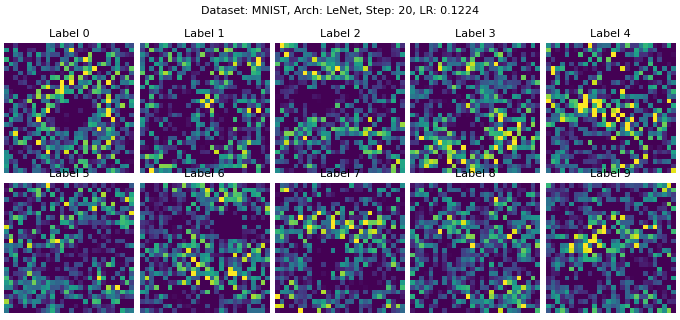 Dataset: MNIST, Arch: LeNet, Step: 20, LR: 0.1224
Label 0 Label 1 Label 2 Label 3 Label 4
Label 5 Label 6 Label 7 Label 8 Label 9